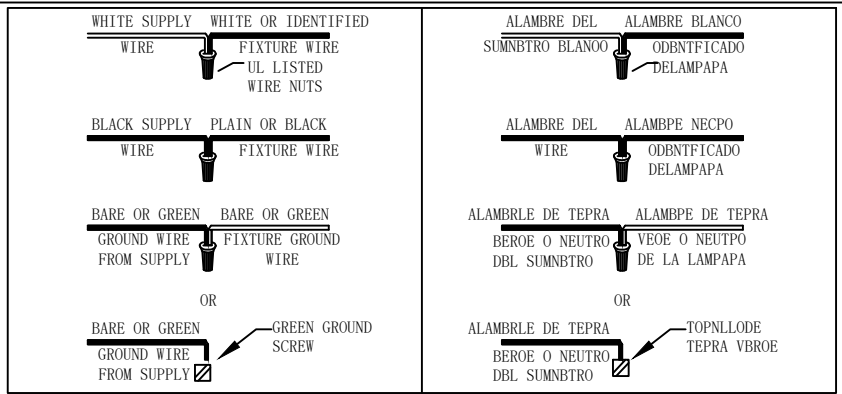 WHITE SUPPLY WHITE OR IDENTIFIED
WIRE FIXTURE WIRE
UL LISTED
WIRE NUTS
BLACK SUPPLY PLAIN OR BLACK
WIRE FIXTURE WIRE
BARE OR GREEN BARE OR GREEN
GROUND WIRE FIXTURE GROUND
FROM SUPPLY WIRE
OR
BARE OR GREEN GREEN GROUND
SCREW
GROUND WIRE
FROM SUPPLY
ALAMBRE DEL ALAMBRE BLANCO
SUMNBTRO BLANOO ODBNTFICADO
DELAMPAPA
ALAMBRE DEL ALAMBPE NECPO
WIRE ODBNTFICADO
DELAMPAPA
ALAMBRLE DE TEPRA ALAMBPE DE TEPRA
BEROE O NEUTRO VEOE O NEUTPO
DBL SUMNBTRO DE LA LAMPAPA
OR
ALAMBRLE DE TEPRA TOPNLLODE
TEPRA VBROE
BEROE O NEUTRO
DBL SUMNBTRO